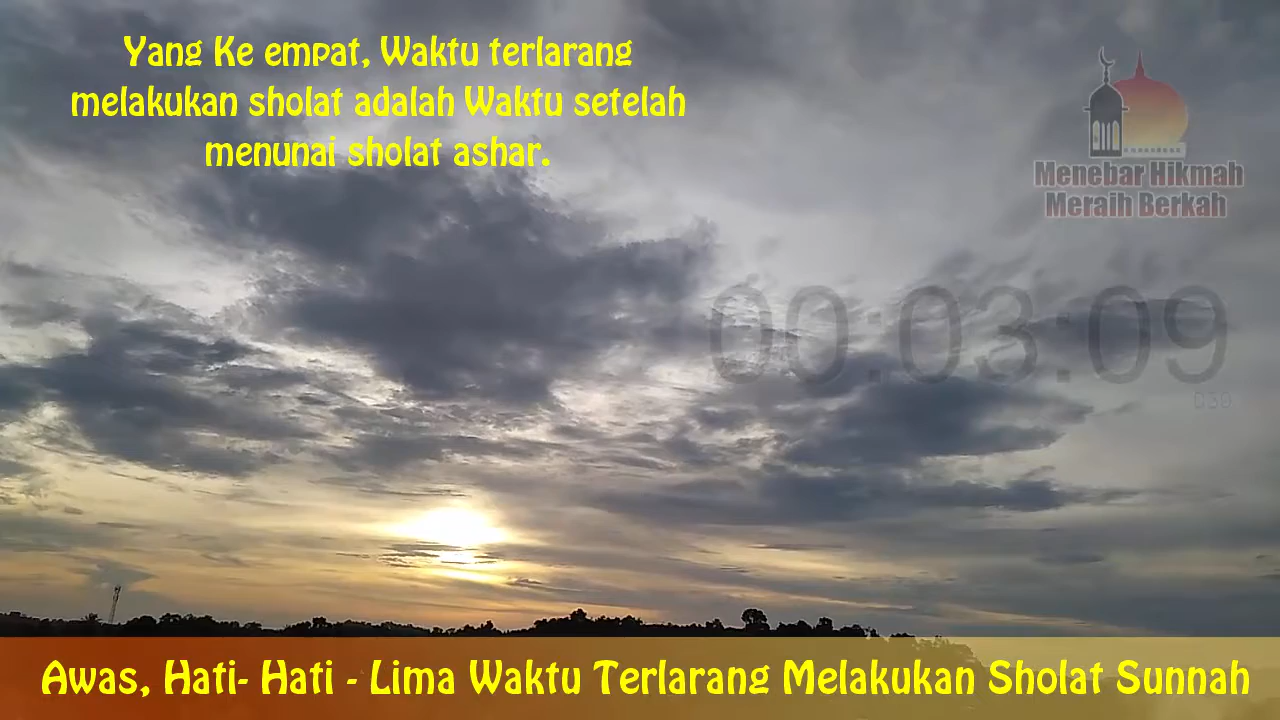 Yang Ke empat, Waktu terlarang
melakukan sholat adalah Waktu setelah
menunai sholat ashar.
Menebar Hikmah
Meraih Berkah
00:03:09
039
Awas, Hati- Hati - Lima Waktu Terlarang Melakukan Sholat Sunnah